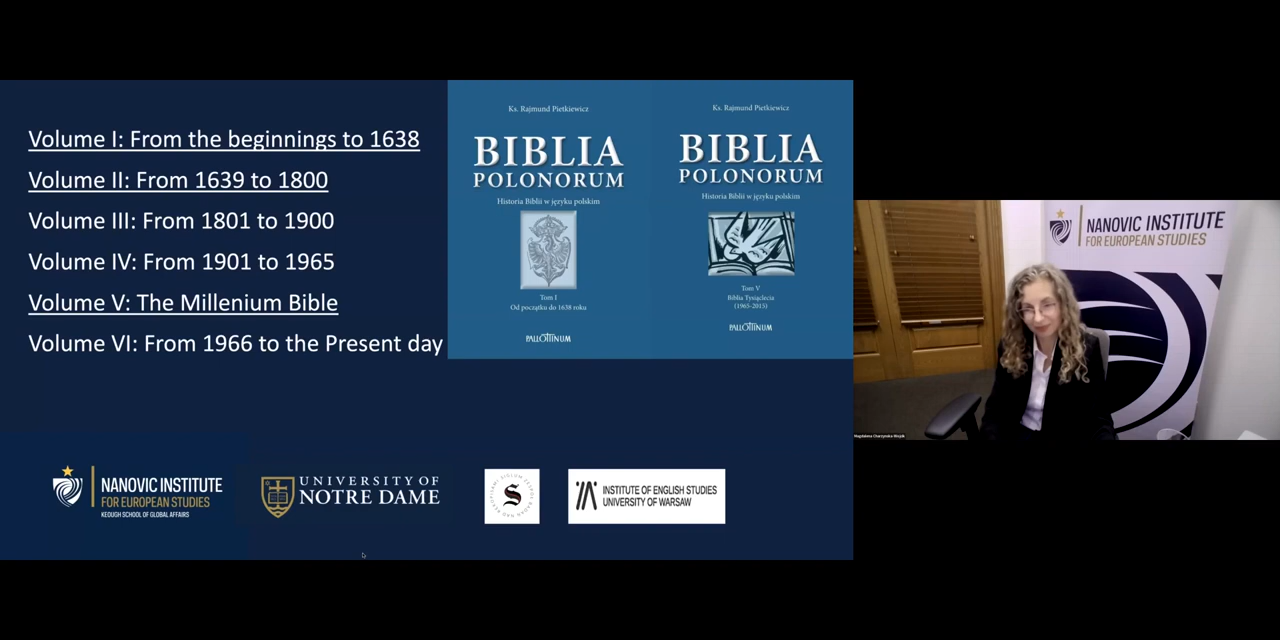 Volume I: From the beginnings to 1638
Volume II: From 1639 to 1800
Volume III: From 1801 to 1900
Volume IV: From 1901 to 1965
Volume V: The Millenium Bible
Volume VI: From 1966 to the Present day
Ks. Rajmund Pietkiewicz
BIBLIA
POLONORUM
Historia Biblii w języku polskim
Tom I
Od początku do 1638 roku
PALLOTTINUM
Ks. Rajmund Pietkiewicz
BIBLIA
POLONORUM
Historia Biblii w języku polskim
Tom V
Biblia Tysiąclecia
(1965-2015)
PALLOTTINUM
NANOVIC INSTITUTE
FOR EUROPEAN STUDIES
KEOUGH SCHOOL OF GLOBAL AFFAIRS
UNIVERSITY OF
NOTRE DAME
S
INSTITUTE OF ENGLISH STUDIES
UNIVERSITY OF WARSAW
NANOVIC INSTITUTE
FOR EUROPEAN STUDIES
Magdalena Charzynska-Wojcik